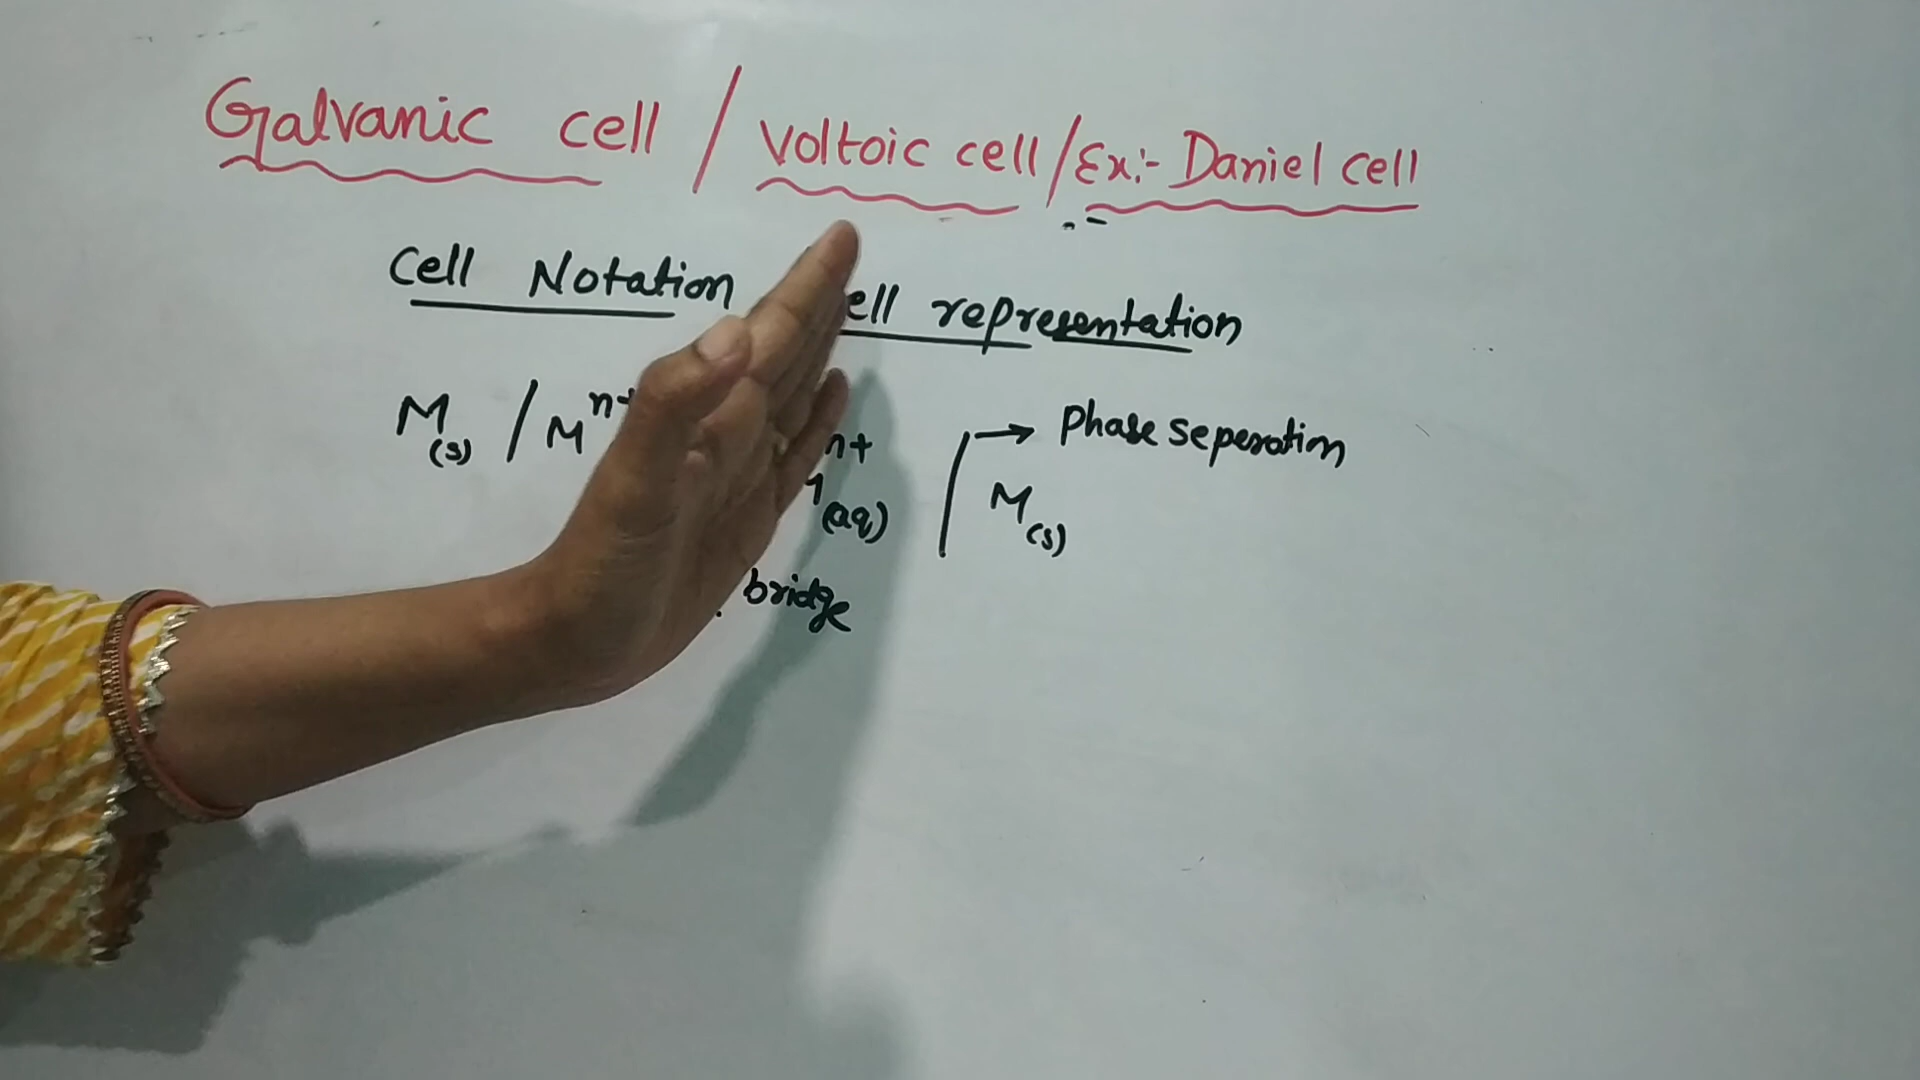 Galvanic cell / Voltoic cell / Ex:- Daniel cell
Cell Notation ell representation
M(s) / M^n+ n+ (aq) / M(s) → Phase seperation
bridge